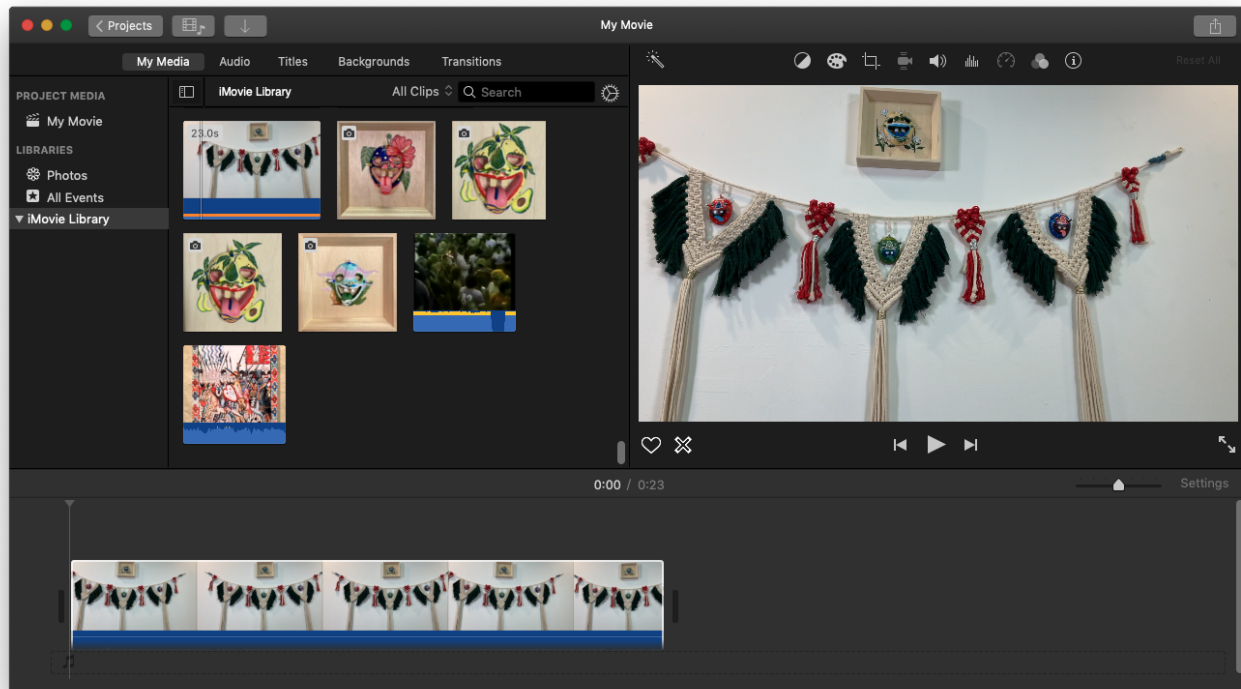 Projects
My Movie
My Media
Audio
Titles
Backgrounds
Transitions
Reset All
PROJECT MEDIA
My Movie
LIBRARIES
Photos
All Events
iMovie Library
iMovie Library
All Clips
Search
23.0s
0:00 / 0:23
Settings